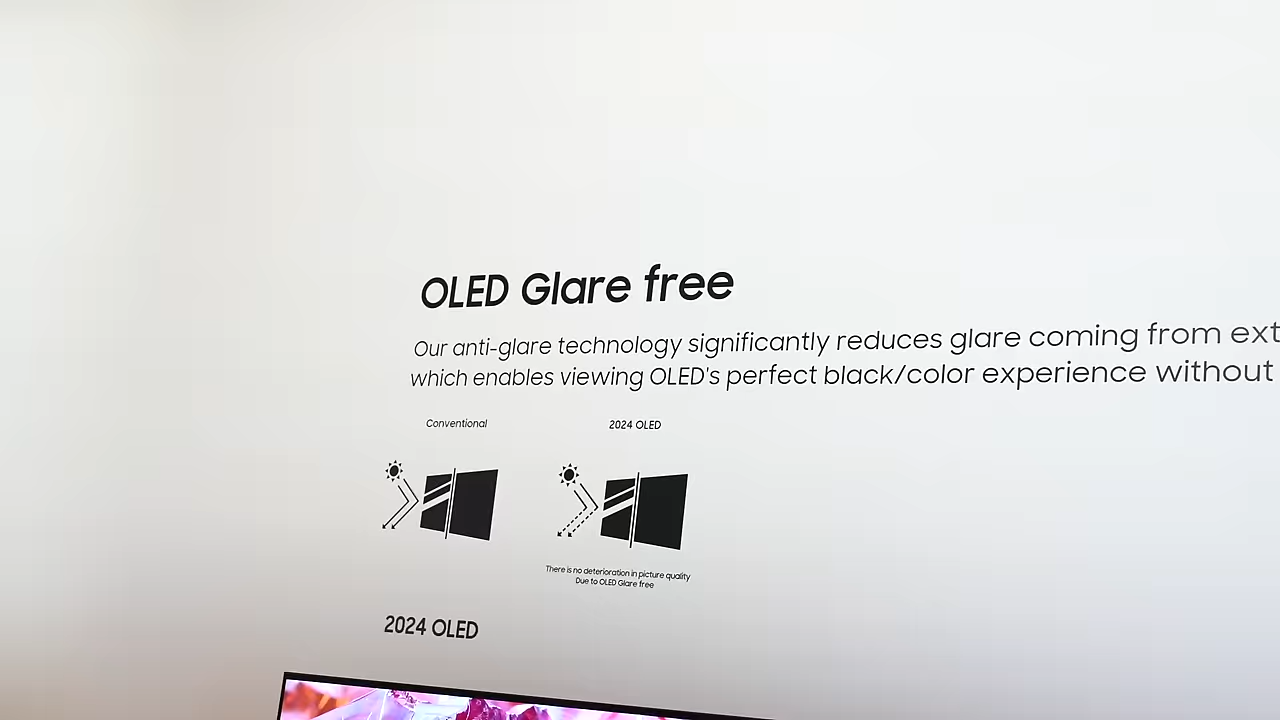 OLED Glare free
Our anti-glare technology significantly reduces glare coming from ext
which enables viewing OLED's perfect black/color experience without
Conventional
2024 OLED
There is no deterioration in picture quality
Due to OLED Glare free
2024 OLED